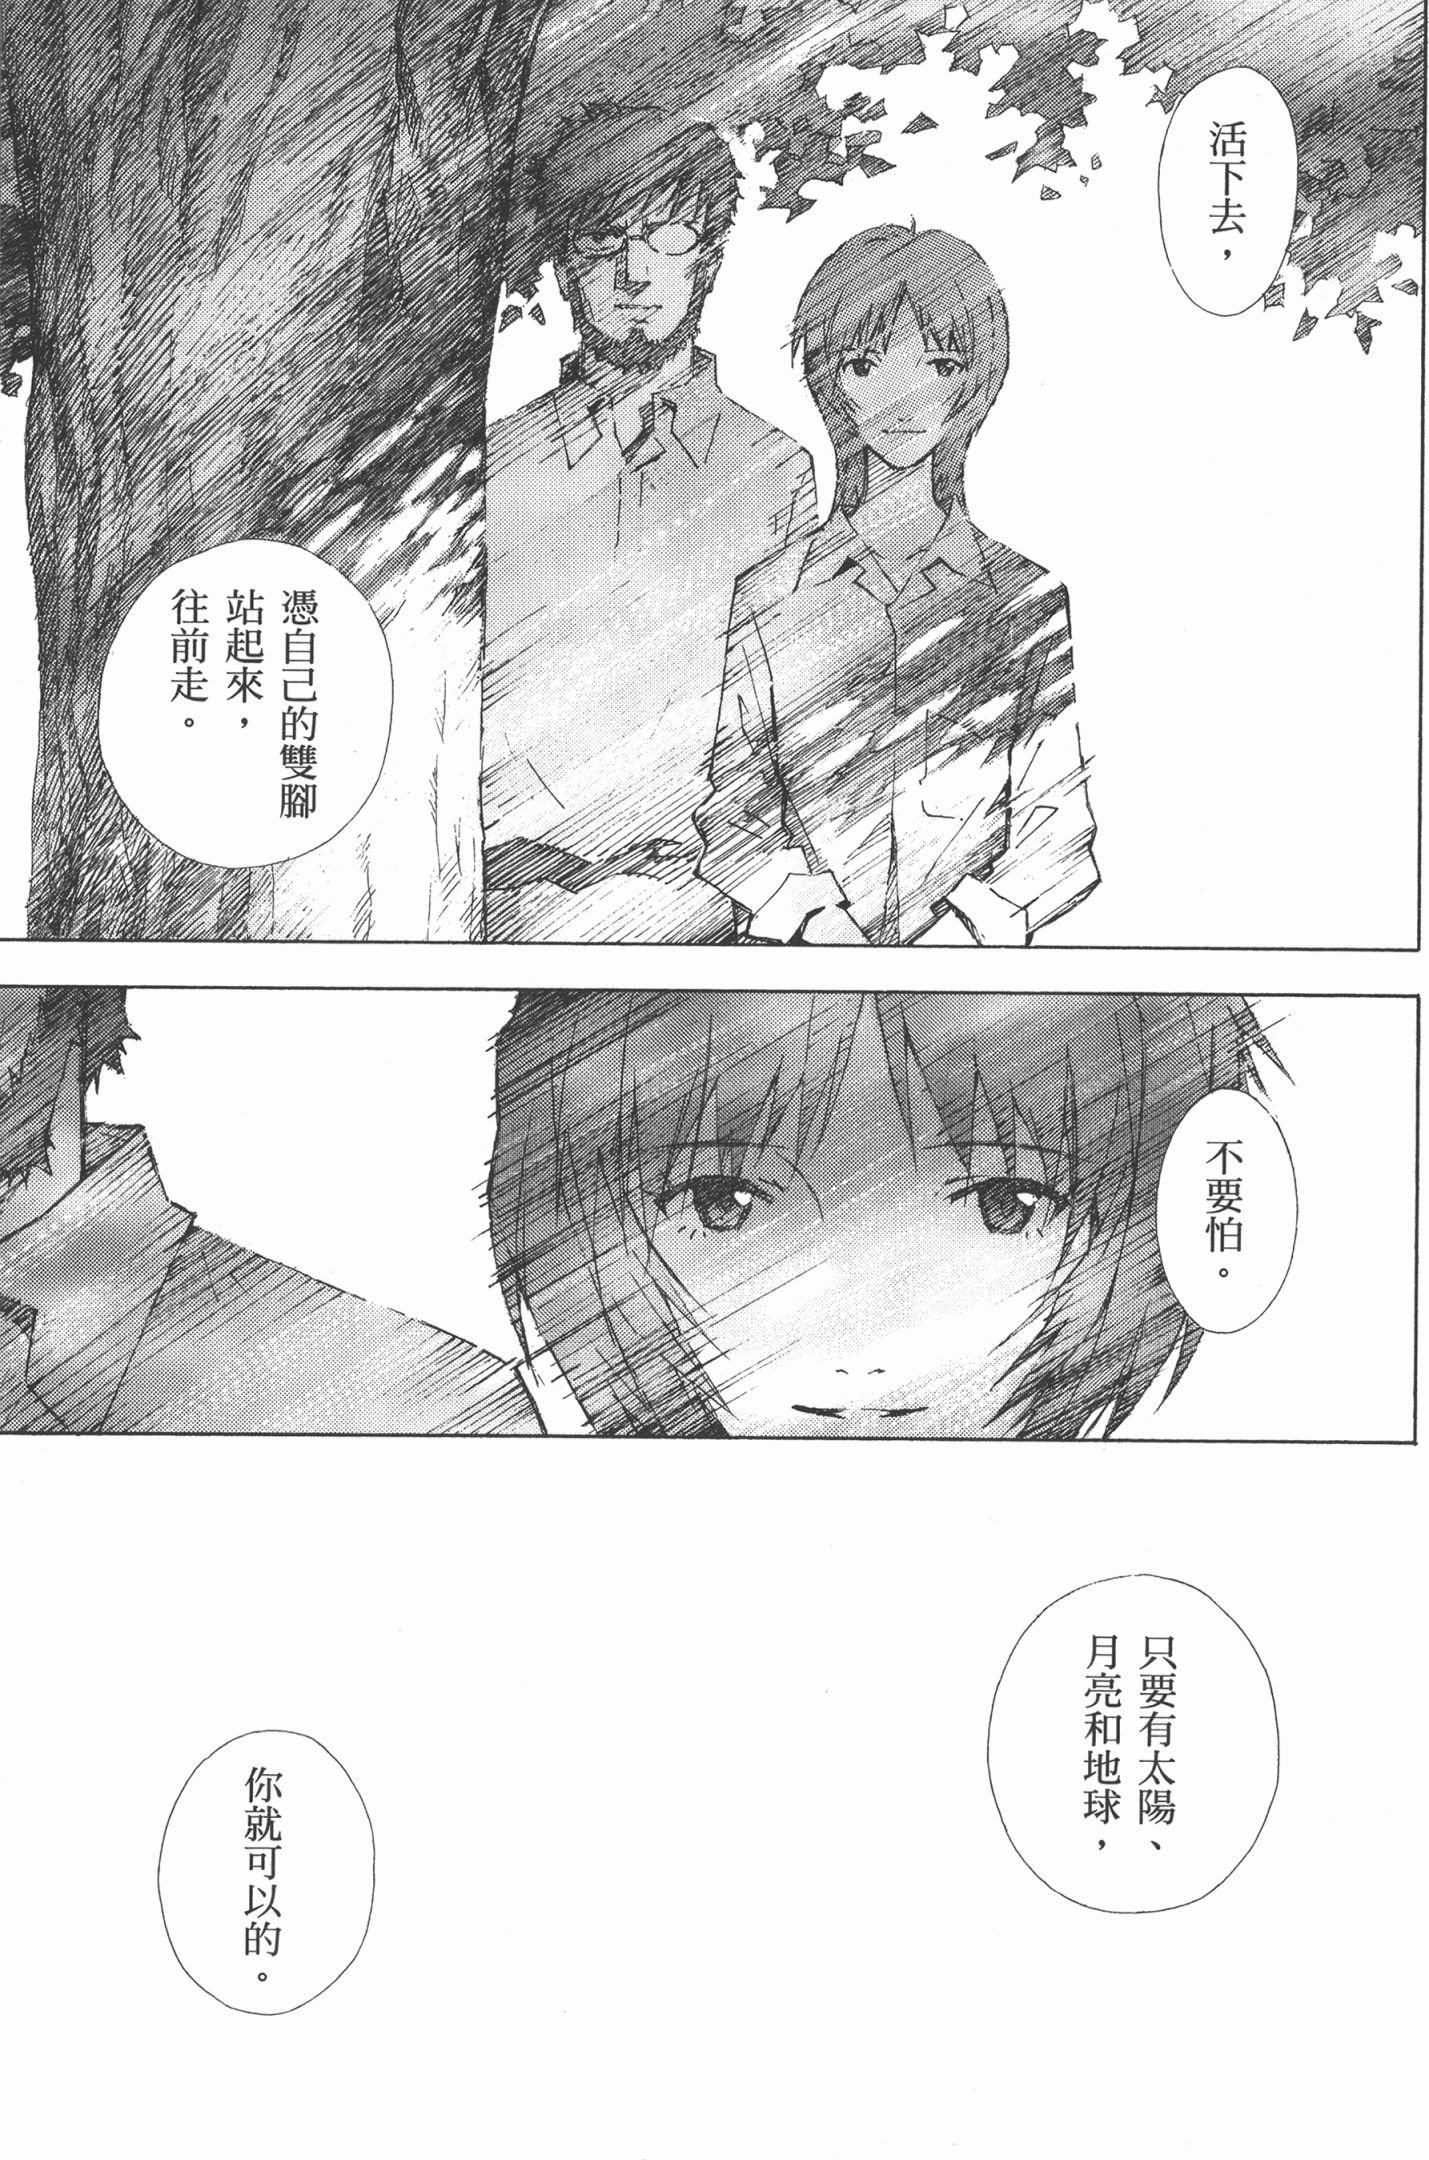 活下去，
憑自己的雙腳
站起來，
往前走。
不要怕。
只要有太陽、
月亮和地球，
你就可以的。